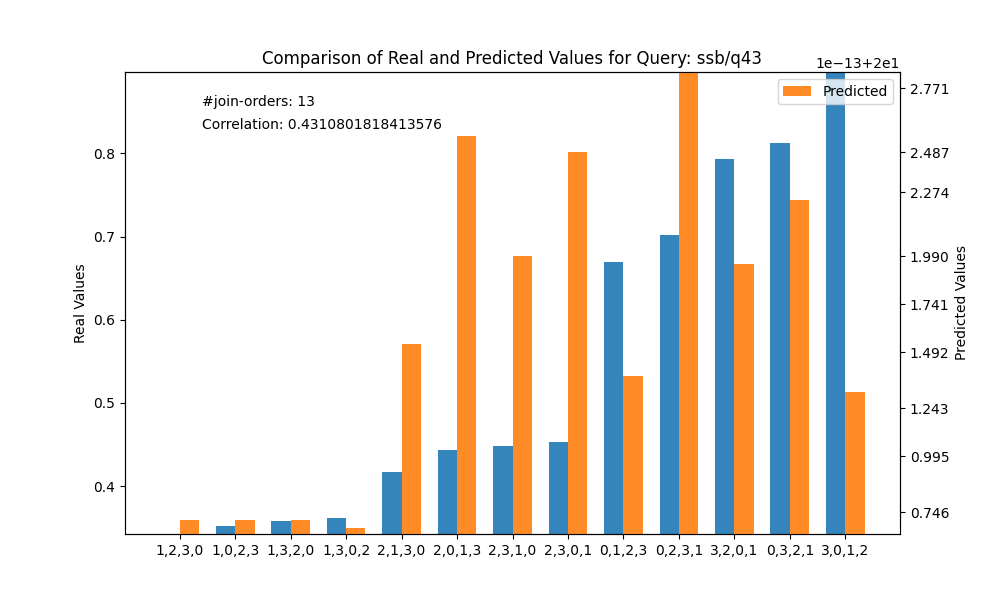 Comparison of Real and Predicted Values for Query: ssb/q43
1e−13+2e1
#join-orders: 13
Correlation: 0.4310801818413576
Predicted
Real Values
0.8
0.7
0.6
0.5
0.4
2.771
2.487
2.274
1.990
1.741
1.492
1.243
0.995
0.746
Predicted Values
1,2,3,0 1,0,2,3 1,3,2,0 1,3,0,2 2,1,3,0 2,0,1,3 2,3,1,0 2,3,0,1 0,1,2,3 0,2,3,1 3,2,0,1 0,3,2,1 3,0,1,2